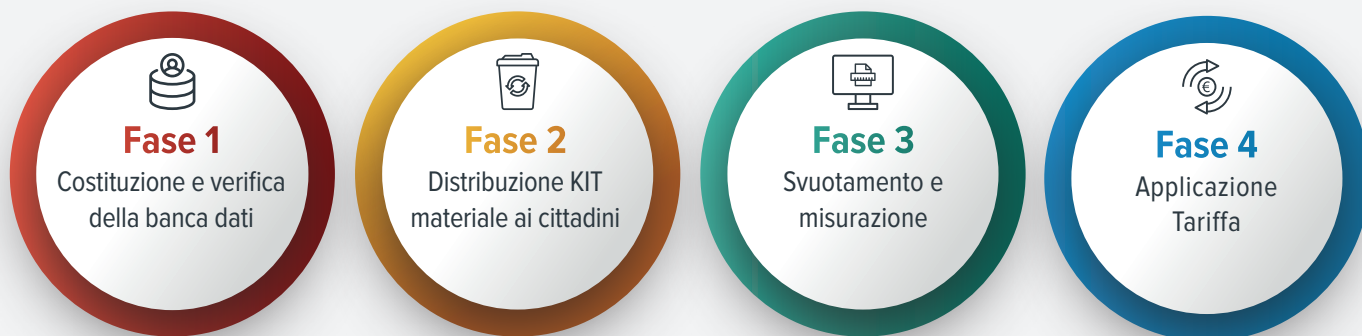 Fase 1
Costituzione e verifica
della banca dati
Fase 2
Distribuzione KIT
materiale ai cittadini
Fase 3
Svuotamento e
misurazione
Fase 4
Applicazione
Tariffa